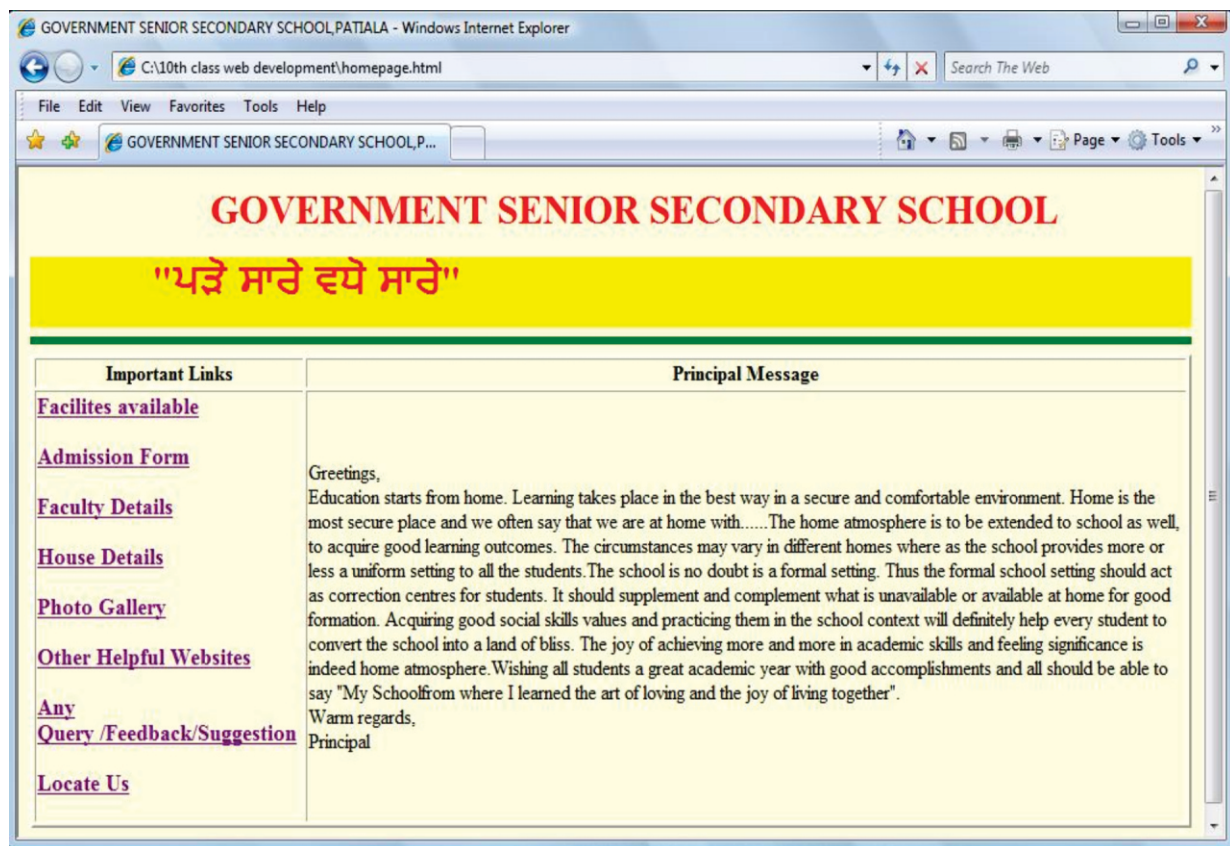 GOVERNMENT SENIOR SECONDARY SCHOOL,PATIALA - Windows Internet Explorer
C:\10th class web development\homepage.html
Search The Web
File Edit View Favorites Tools Help
GOVERNMENT SENIOR SECONDARY SCHOOL,P...
Page Tools
GOVERNMENT SENIOR SECONDARY SCHOOL
"ਪੜੋ ਸਾਰੇ ਵਧੋ ਸਾਰੇ"
Important Links
Principal Message
Facilites available
Admission Form
Faculty Details
House Details
Photo Gallery
Other Helpful Websites
Any
Query /Feedback/Suggestion
Locate Us
Greetings,
Education starts from home. Learning takes place in the best way in a secure and comfortable environment. Home is the
most secure place and we often say that we are at home with......The home atmosphere is to be extended to school as well,
to acquire good learning outcomes. The circumstances may vary in different homes where as the school provides more or
less a uniform setting to all the students.The school is no doubt is a formal setting. Thus the formal school setting should act
as correction centres for students. It should supplement and complement what is unavailable or available at home for good
formation. Acquiring good social skills values and practicing them in the school context will definitely help every student to
convert the school into a land of bliss. The joy of achieving more and more in academic skills and feeling significance is
indeed home atmosphere.Wishing all students a great academic year with good accomplishments and all should be able to
say "My Schoolfrom where I learned the art of loving and the joy of living together".
Warm regards,
Principal